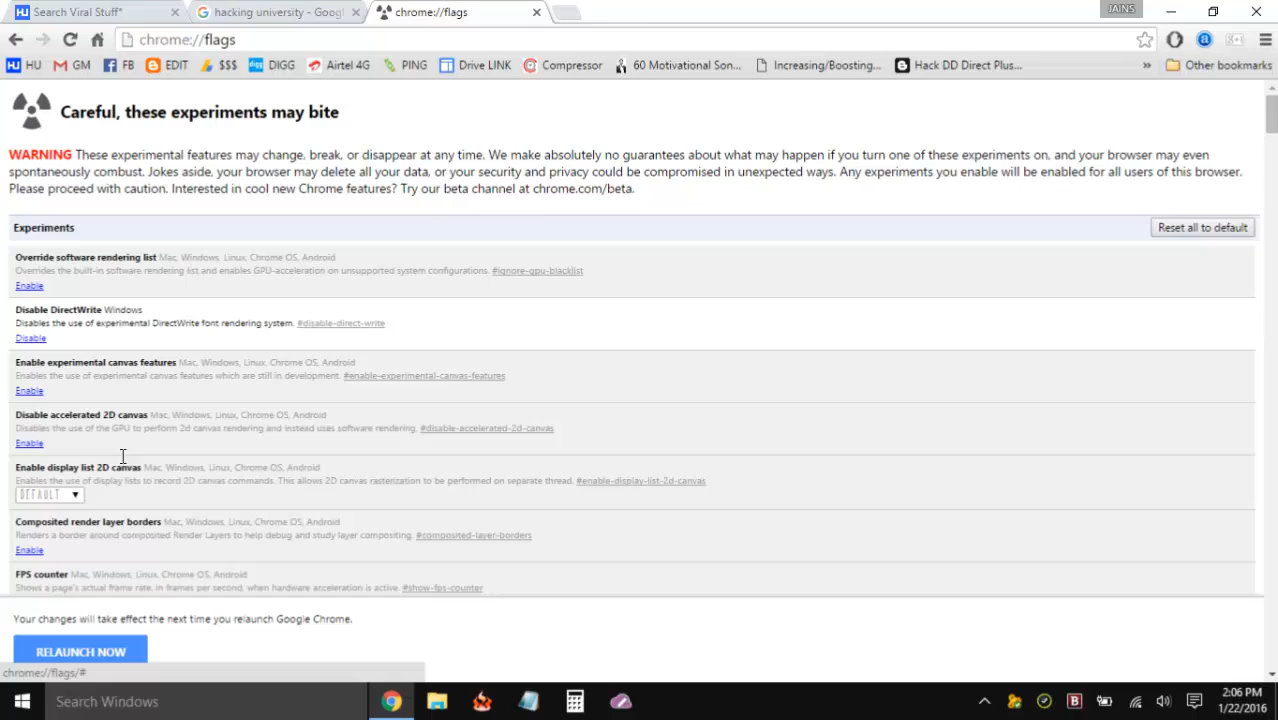 Search Viral Stuff"
hacking university - Googl
chrome://flags
JAINS
chrome://flags
HU
GM
FB
EDIT
$$$
DIGG
Airtel 4G
PING
Drive LINK
Compressor
60 Motivational Son...
Increasing/Boosting...
Hack DD Direct Plus...
»
Other bookmarks
Careful, these experiments may bite
WARNING These experimental features may change, break, or disappear at any time. We make absolutely no guarantees about what may happen if you turn one of these experiments on, and your browser may even
spontaneously combust. Jokes aside, your browser may delete all your data, or your security and privacy could be compromised in unexpected ways. Any experiments you enable will be enabled for all users of this browser.
Please proceed with caution. Interested in cool new Chrome features? Try our beta channel at chrome.com/beta.
Experiments
Reset all to default
Override software rendering list Mac, Windows, Linux, Chrome OS, Android
Overrides the built-in software rendering list and enables GPU-acceleration on unsupported system configurations. #ignore-gpu-blacklist
Enable
Disable DirectWrite Windows
Disables the use of experimental DirectWrite font rendering system. #disable-direct-write
Disable
Enable experimental canvas features Mac, Windows, Linux, Chrome OS, Android
Enables the use of experimental canvas features which are still in development. #enable-experimental-canvas-features
Enable
Disable accelerated 2D canvas Mac, Windows, Linux, Chrome OS, Android
Disables the use of the GPU to perform 2d canvas rendering and instead uses software rendering. #disable-accelerated-2d-canvas
Enable
Enable display list 2D canvas Mac, Windows, Linux, Chrome OS, Android
Enables the use of display lists to record 2D canvas commands. This allows 2D canvas rasterization to be performed on separate thread. #enable-display-list-2d-canvas
DEFAULT
Composited render layer borders Mac, Windows, Linux, Chrome OS, Android
Renders a border around composited Render Layers to help debug and study layer compositing. #composited-layer-borders
Enable
FPS counter Mac, Windows, Linux, Chrome OS, Android
Shows a page's actual frame rate, in frames per second, when hardware acceleration is active. #show-fps-counter
Your changes will take effect the next time you relaunch Google Chrome.
RELAUNCH NOW
chrome://flags/#
Search Windows
2:06 PM
1/22/2016